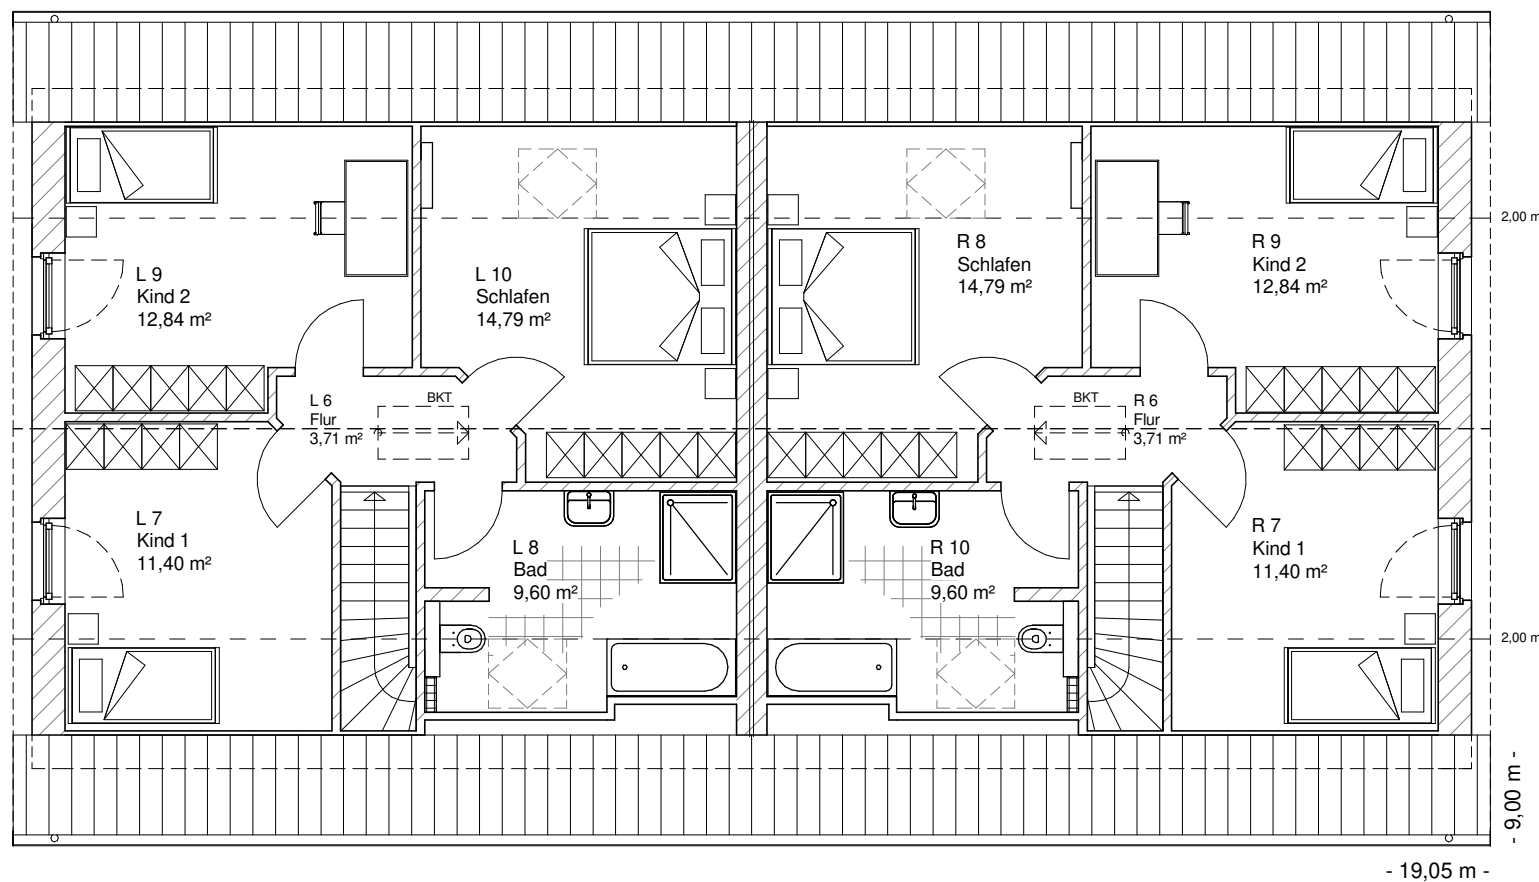 2,00 m
L 9
Kind 2
12,84 m²
L 10
Schlafen
14,79 m²
R 8
Schlafen
14,79 m²
R 9
Kind 2
12,84 m²
L 6
Flur
3,71 m²
BKT
BKT
R 6
Flur
3,71 m²
L 7
Kind 1
11,40 m²
L 8
Bad
9,60 m²
R 10
Bad
9,60 m²
R 7
Kind 1
11,40 m²
2,00 m
- 9,00 m -
- 19,05 m -